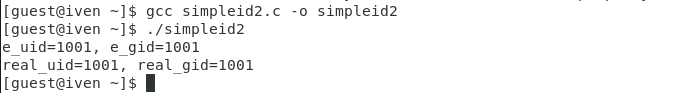 [guest@iven ~]$ gcc simpleid2.c -o simpleid2
[guest@iven ~]$ ./simpleid2
e_uid=1001, e_gid=1001
real_uid=1001, real_gid=1001
[guest@iven ~]$